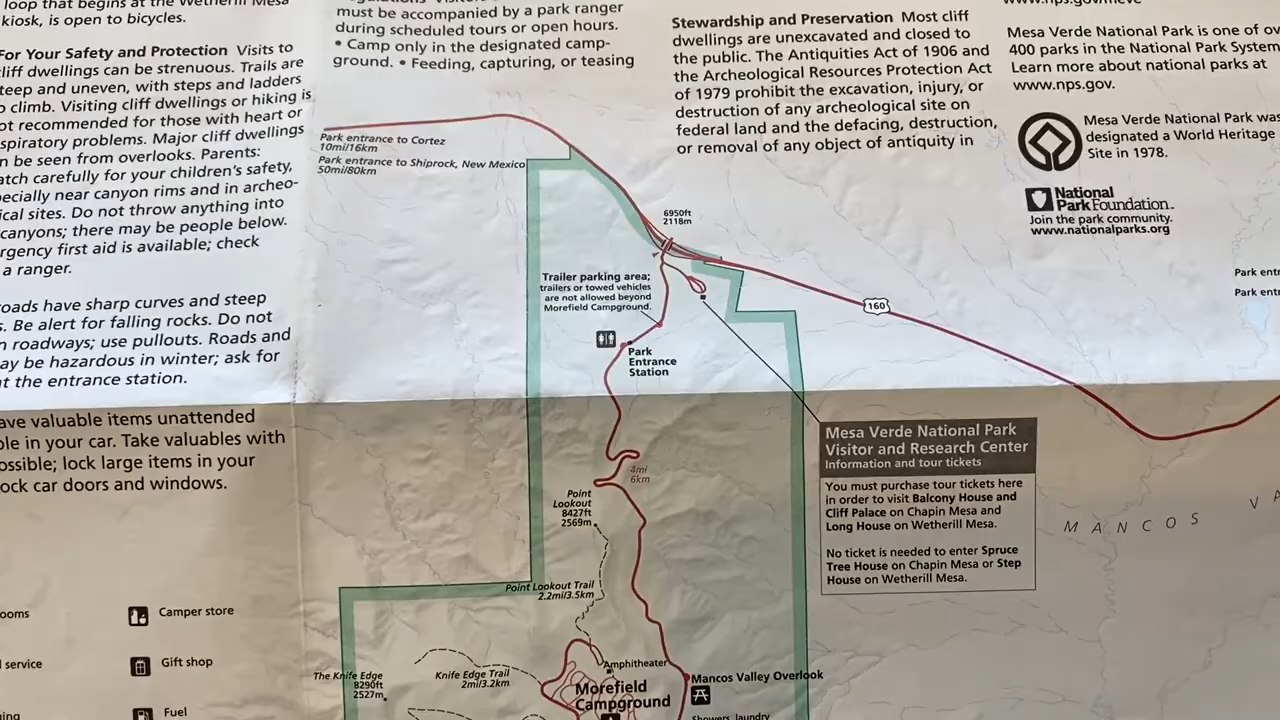 loop that begins at the Wetherill Mesa
kiosk, is open to bicycles.
For Your Safety and Protection Visits to
cliff dwellings can be strenuous. Trails are
steep and uneven, with steps and ladders
to climb. Visiting cliff dwellings or hiking is
not recommended for those with heart or
respiratory problems. Major cliff dwellings
can be seen from overlooks. Parents:
watch carefully for your children's safety,
especially near canyon rims and in archeo-
logical sites. Do not throw anything into
canyons; there may be people below.
Emergency first aid is available; check
a ranger.
roads have sharp curves and steep
Be alert for falling rocks. Do not
on roadways; use pullouts. Roads and
may be hazardous in winter; ask for
at the entrance station.
leave valuable items unattended
in your car. Take valuables with
possible; lock large items in your
lock car doors and windows.
must be accompanied by a park ranger
during scheduled tours or open hours.
• Camp only in the designated camp-
ground. • Feeding, capturing, or teasing
Stewardship and Preservation Most cliff
dwellings are unexcavated and closed to
the public. The Antiquities Act of 1906 and
the Archeological Resources Protection Act
of 1979 prohibit the excavation, injury, or
destruction of any archeological site on
federal land and the defacing, destruction,
or removal of any object of antiquity in
www.nps.gov/meve
Mesa Verde National Park is one of ov
400 parks in the National Park System
Learn more about national parks at
www.nps.gov.
Mesa Verde National Park was
designated a World Heritage
Site in 1978.
National
Park Foundation.
Join the park community.
www.nationalparks.org
Park entrance to Cortez
10mi/16km
Park entrance to Shiprock, New Mexico
50mi/80km
6950ft
2118m
Park entr
Park entr
Trailer parking area;
trailers or towed vehicles
are not allowed beyond
Morefield Campground.
160
Park
Entrance
Station
Mesa Verde National Park
Visitor and Research Center
Information and tour tickets
You must purchase tour tickets here
in order to visit Balcony House and
Cliff Palace on Chapin Mesa and
Long House on Wetherill Mesa.
No ticket is needed to enter Spruce
Tree House on Chapin Mesa or Step
House on Wetherill Mesa.
4mi
6km
Point
Lookout
8427ft
2569m
MANCOS VA
Point Lookout Trail
2.2mi/3.5km
ooms
Camper store
service
Gift shop
Fuel
Amphitheater
The Knife Edge
8290ft
2527m
Knife Edge Trail
2mi/3.2km
Morefield
Campground
Mancos Valley Overlook
Showers, laundry